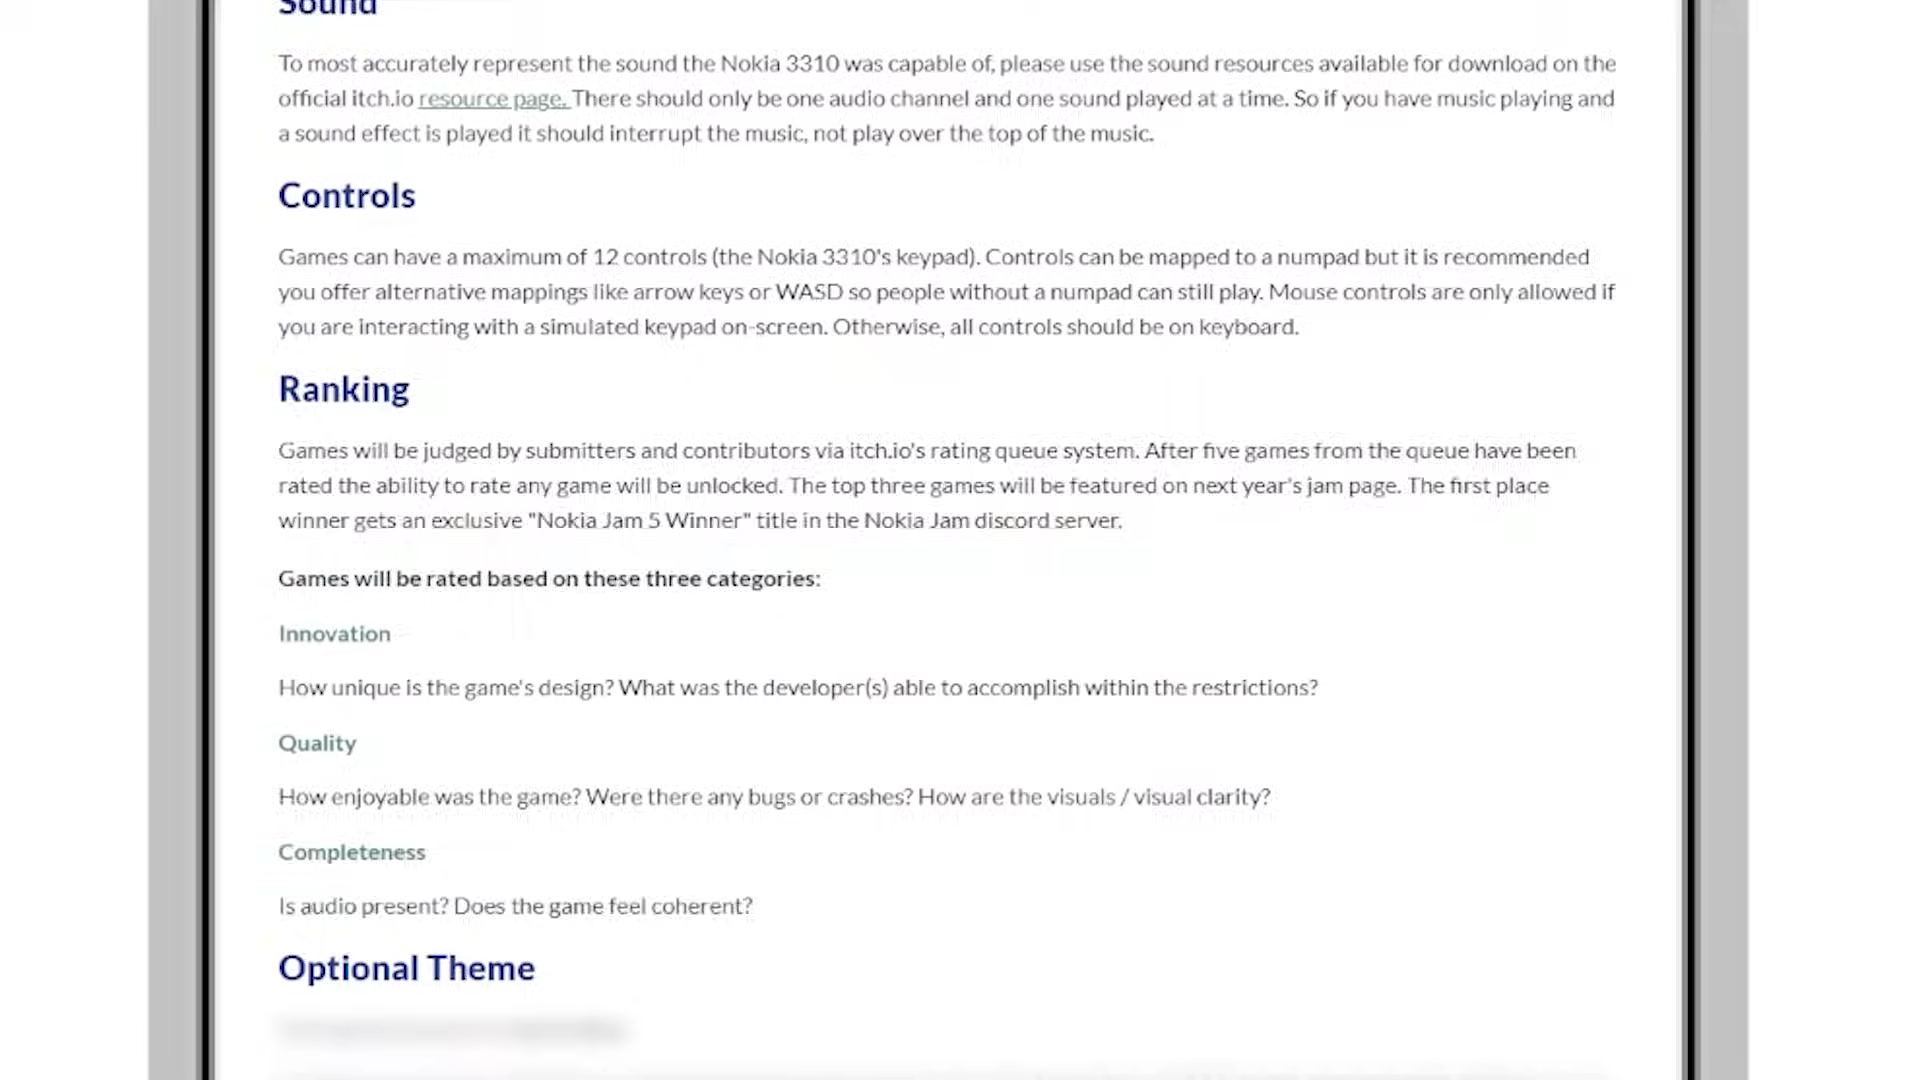 Sound
To most accurately represent the sound the Nokia 3310 was capable of, please use the sound resources available for download on the
official itch.io resource page. There should only be one audio channel and one sound played at a time. So if you have music playing and
a sound effect is played it should interrupt the music, not play over the top of the music.
Controls
Games can have a maximum of 12 controls (the Nokia 3310's keypad). Controls can be mapped to a numpad but it is recommended
you offer alternative mappings like arrow keys or WASD so people without a numpad can still play. Mouse controls are only allowed if
you are interacting with a simulated keypad on-screen. Otherwise, all controls should be on keyboard.
Ranking
Games will be judged by submitters and contributors via itch.io's rating queue system. After five games from the queue have been
rated the ability to rate any game will be unlocked. The top three games will be featured on next year's jam page. The first place
winner gets an exclusive "Nokia Jam 5 Winner" title in the Nokia Jam discord server.
Games will be rated based on these three categories:
Innovation
How unique is the game's design? What was the developer(s) able to accomplish within the restrictions?
Quality
How enjoyable was the game? Were there any bugs or crashes? How are the visuals / visual clarity?
Completeness
Is audio present? Does the game feel coherent?
Optional Theme